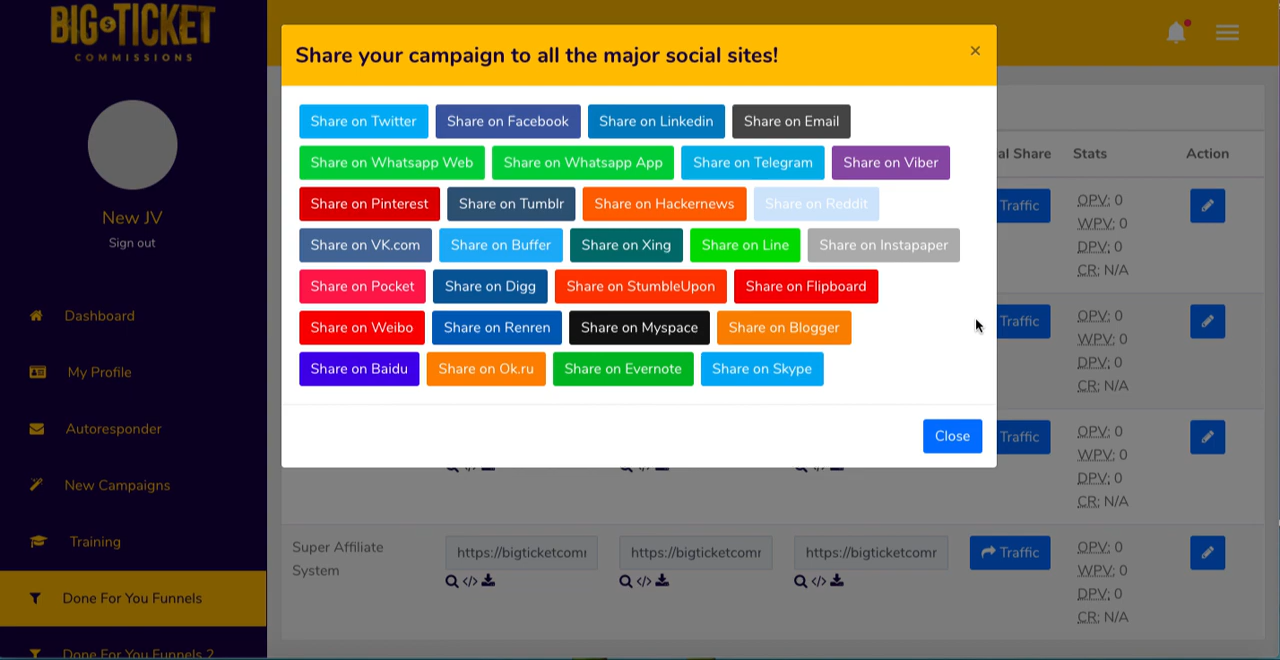 BIG TICKET
COMMISSIONS
New JV
Sign out
Dashboard
My Profile
Autoresponder
New Campaigns
Training
Done For You Funnels
Done For You Funnels 2
Share your campaign to all the major social sites!
×
Share on Twitter Share on Facebook Share on Linkedin Share on Email
Share on Whatsapp Web Share on Whatsapp App Share on Telegram Share on Viber
Share on Pinterest Share on Tumblr Share on Hackernews Share on Reddit
Share on VK.com Share on Buffer Share on Xing Share on Line Share on Instapaper
Share on Pocket Share on Digg Share on StumbleUpon Share on Flipboard
Share on Weibo Share on Renren Share on Myspace Share on Blogger
Share on Baidu Share on Ok.ru Share on Evernote Share on Skype
Close
al Share Stats Action
Traffic OPV: 0
WPV: 0
DPV: 0
CR: N/A
Traffic OPV: 0
WPV: 0
DPV: 0
CR: N/A
Traffic OPV: 0
WPV: 0
DPV: 0
CR: N/A
Super Affiliate
System
https://bigticketcomr https://bigticketcomr https://bigticketcomr Traffic OPV: 0
WPV: 0
DPV: 0
CR: N/A